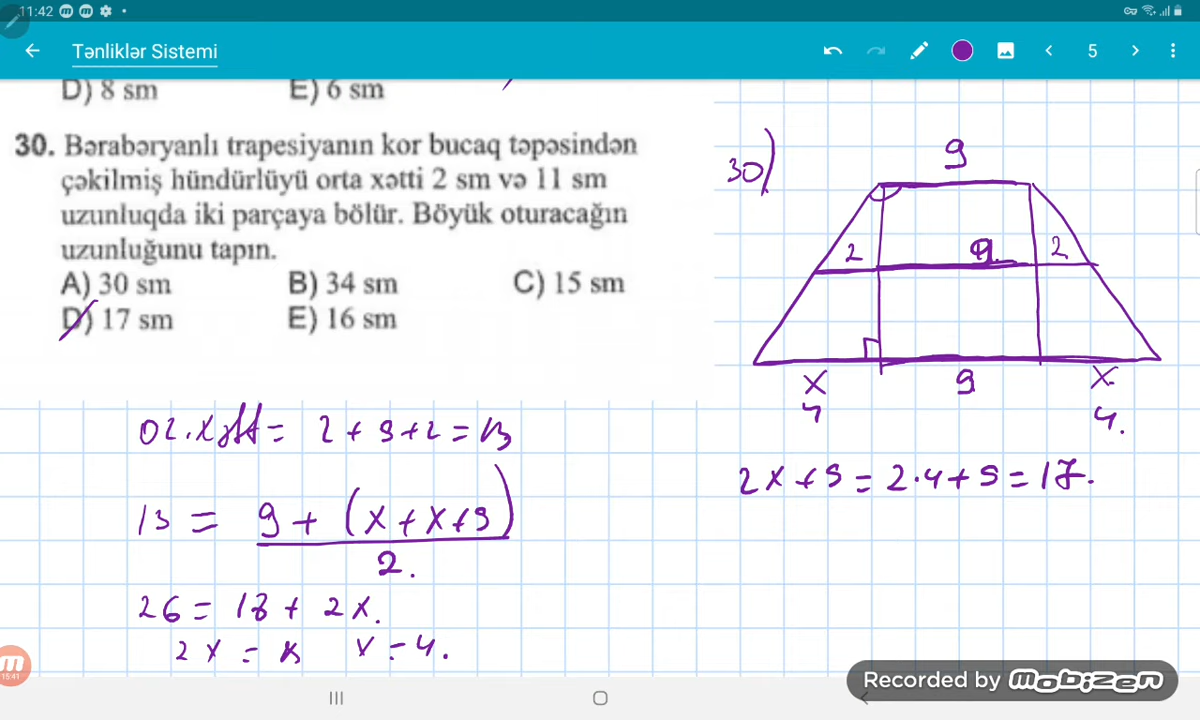 11:42
Tənliklər Sistemi
5
D) 8 sm E) 6 sm
30. Bərabəryanlı trapesiyanın kor bucaq təpəsindən
çəkilmiş hündürlüyü orta xətti 2 sm və 11 sm
uzunluqda iki parçaya bölür. Böyük oturacağın
uzunluğunu tapın.
A) 30 sm B) 34 sm C) 15 sm
D) 17 sm E) 16 sm
30)
9
2 9 2
x 9 x
4 4.
2x+9=2·4+9=17.
= 2+9+2=13
13 = 9+(x+x+9)
2.
26 = 18 + 2x.
2x = 8 x=4.
15:41
Recorded by mobizen